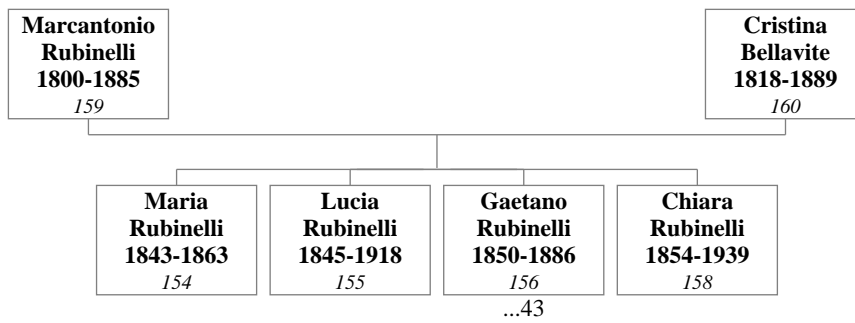 Marcantonio
Rubinelli
1800-1885
159
Cristina
Bellavite
1818-1889
160
Maria
Rubinelli
1843-1863
154
Lucia
Rubinelli
1845-1918
155
Gaetano
Rubinelli
1850-1886
156
...43
Chiara
Rubinelli
1854-1939
158